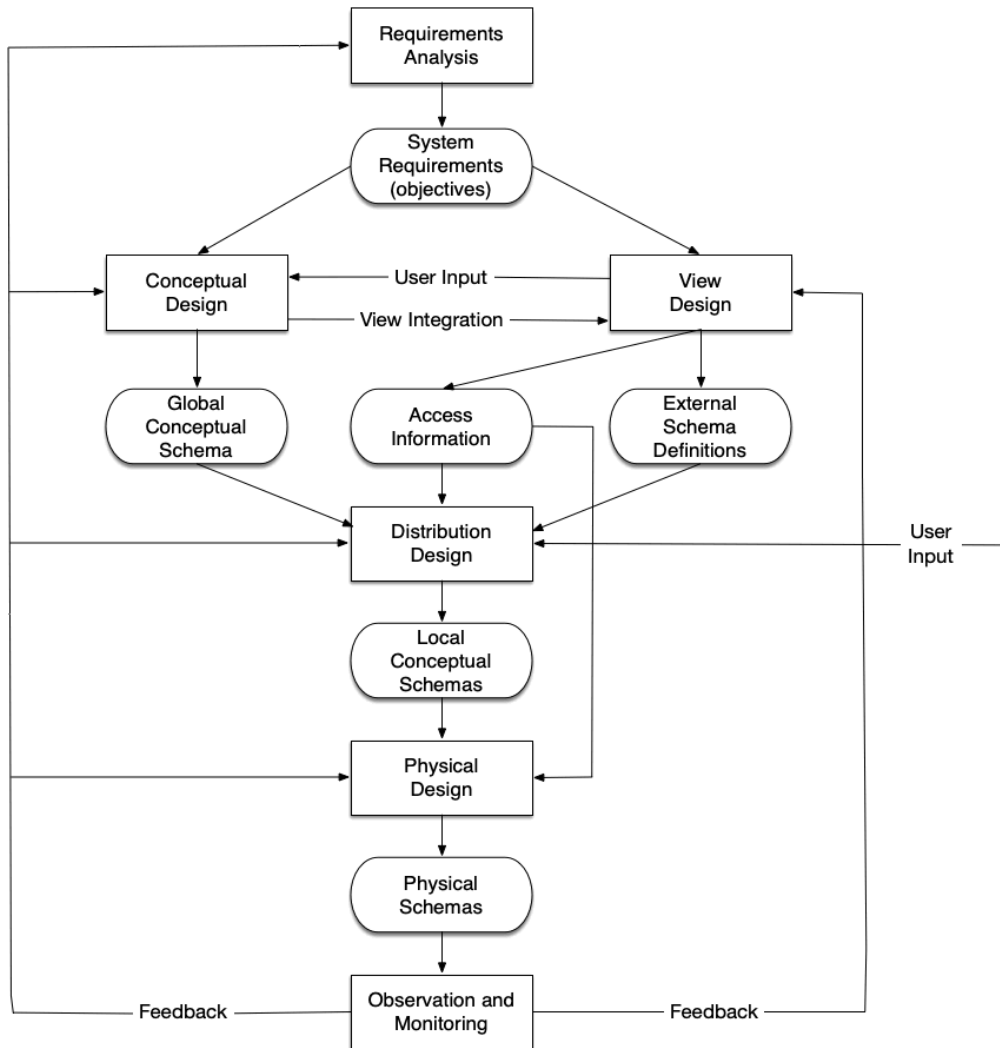 Requirements
Analysis
System
Requirements
(objectives)
Conceptual
Design
User Input
View Integration
View
Design
Global
Conceptual
Schema
Access
Information
External
Schema
Definitions
Distribution
Design
User
Input
Local
Conceptual
Schemas
Physical
Design
Physical
Schemas
Feedback
Observation and
Monitoring
Feedback